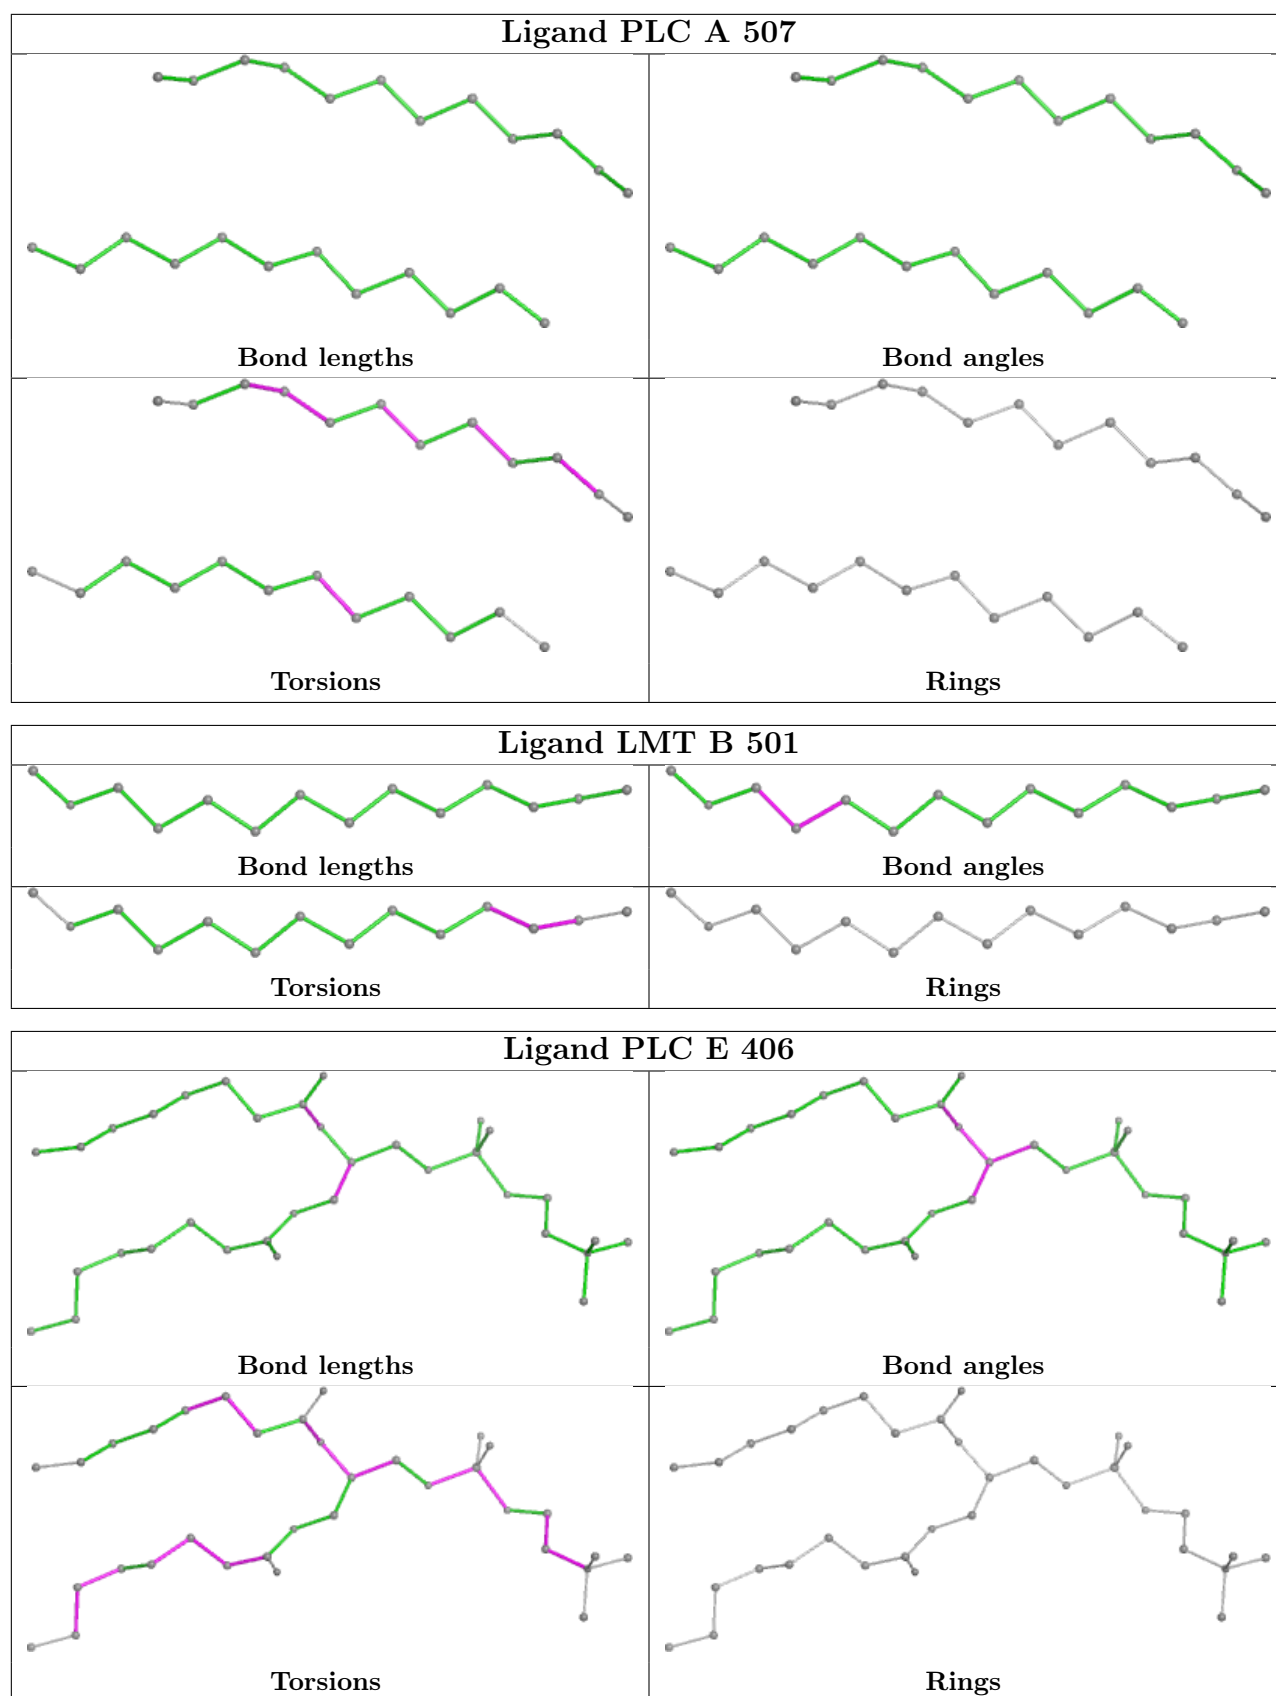 Ligand PLC A 507
Bond lengths
Bond angles
Torsions
Rings
Ligand LMT B 501
Bond lengths
Bond angles
Torsions
Rings
Ligand PLC E 406
Bond lengths
Bond angles
Torsions
Rings